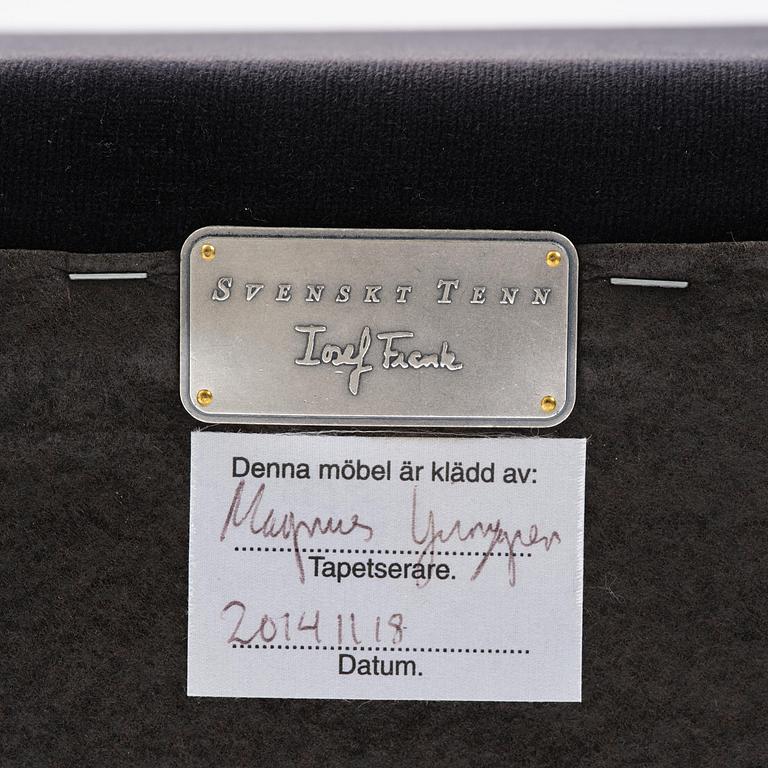 SVENSKT TENN
Josef Frank
Denna möbel är klädd av:
Magnus
Tapetserare.
20141118
Datum.